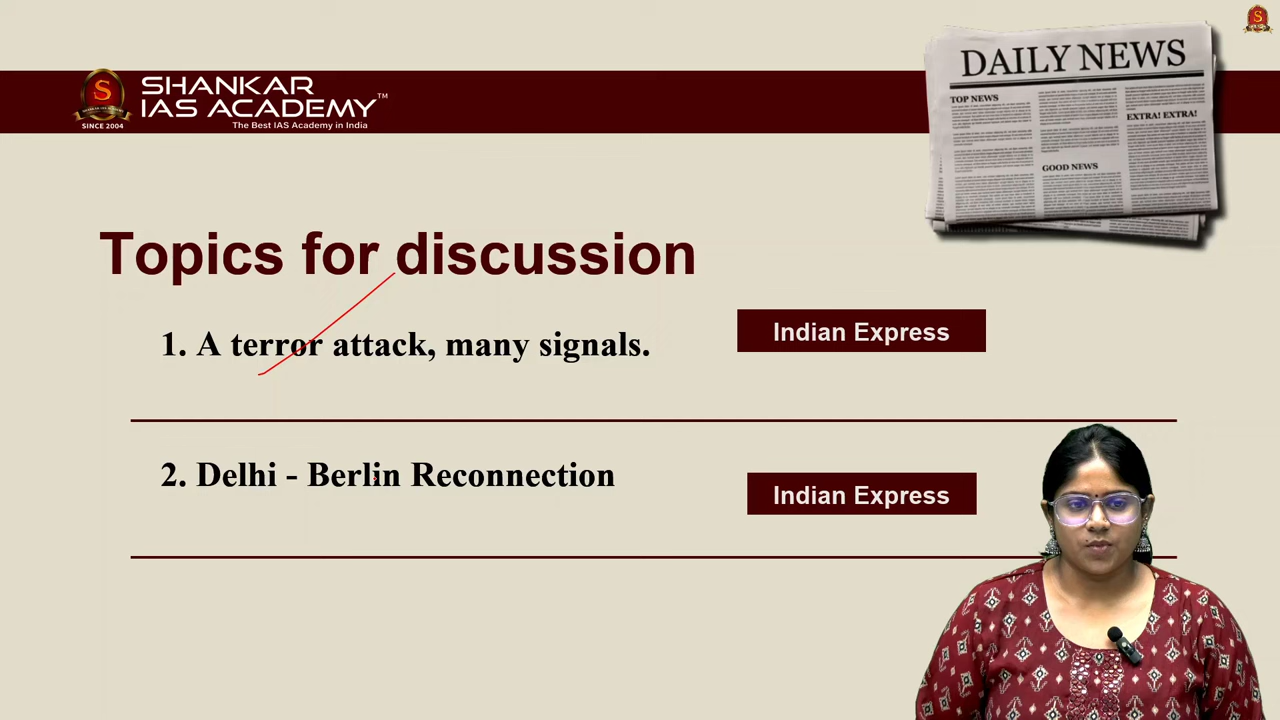 SHANKAR
IAS ACADEMY™
The Best IAS Academy in India
S
SINCE 2004
DAILY NEWS
TOP NEWS
EXTRA! EXTRA!
GOOD NEWS
Topics for discussion
1. A terror attack, many signals.
Indian Express
2. Delhi - Berlin Reconnection
Indian Express